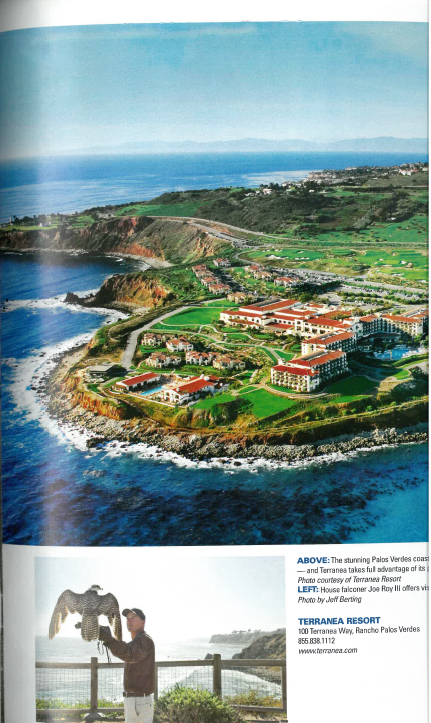 ABOVE: The stunning Palos Verdes coas
— and Terranea takes full advantage of its
Photo courtesy of Terranea Resort
LEFT: House falconer Joe Roy III offers vis
Photo by Jeff Berting
TERRANEA RESORT
100 Terranea Way, Rancho Palos Verdes
855.838.1112
www.terranea.com